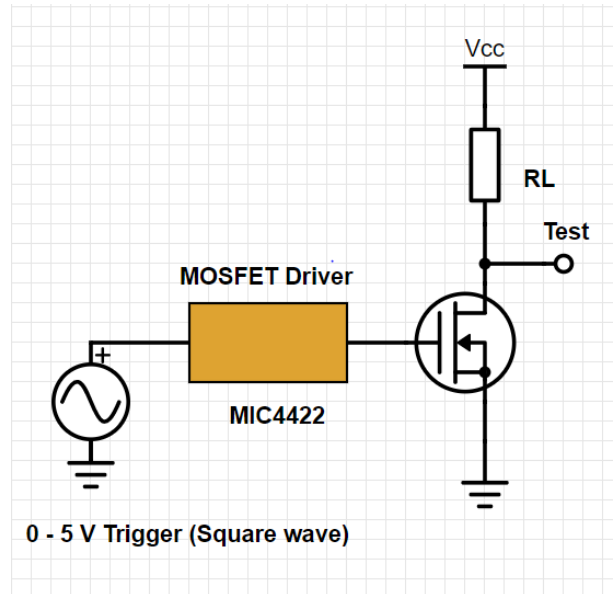 Vcc
RL
Test
MOSFET Driver
+
MIC4422
0 - 5 V Trigger (Square wave)